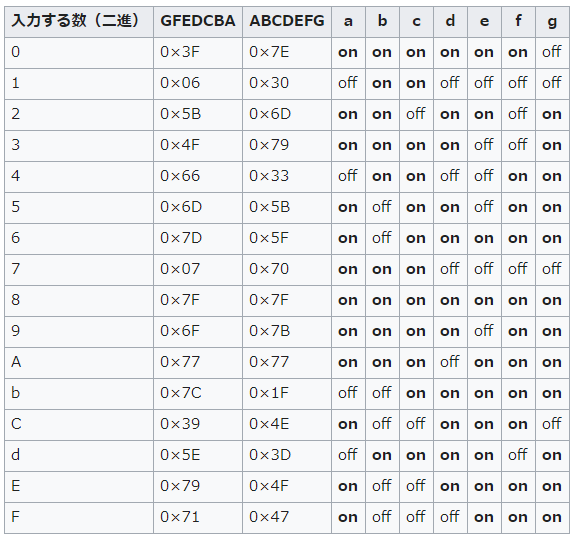 入力する数（二進） GFEDCBA ABCDEFG a b c d e f g
0 0×3F 0×7E on on on on on on off
1 0×06 0×30 off on on off off off off
2 0×5B 0×6D on on off on on off on
3 0×4F 0×79 on on on on off off on
4 0×66 0×33 off on on off off on on
5 0×6D 0×5B on off on on off on on
6 0×7D 0×5F on off on on on on on
7 0×07 0×70 on on on off off off off
8 0×7F 0×7F on on on on on on on
9 0×6F 0×7B on on on on off on on
A 0×77 0×77 on on on off on on on
b 0×7C 0×1F off off on on on on on
C 0×39 0×4E on off off on on on off
d 0×5E 0×3D off on on on on off on
E 0×79 0×4F on off off on on on on
F 0×71 0×47 on off off off on on on